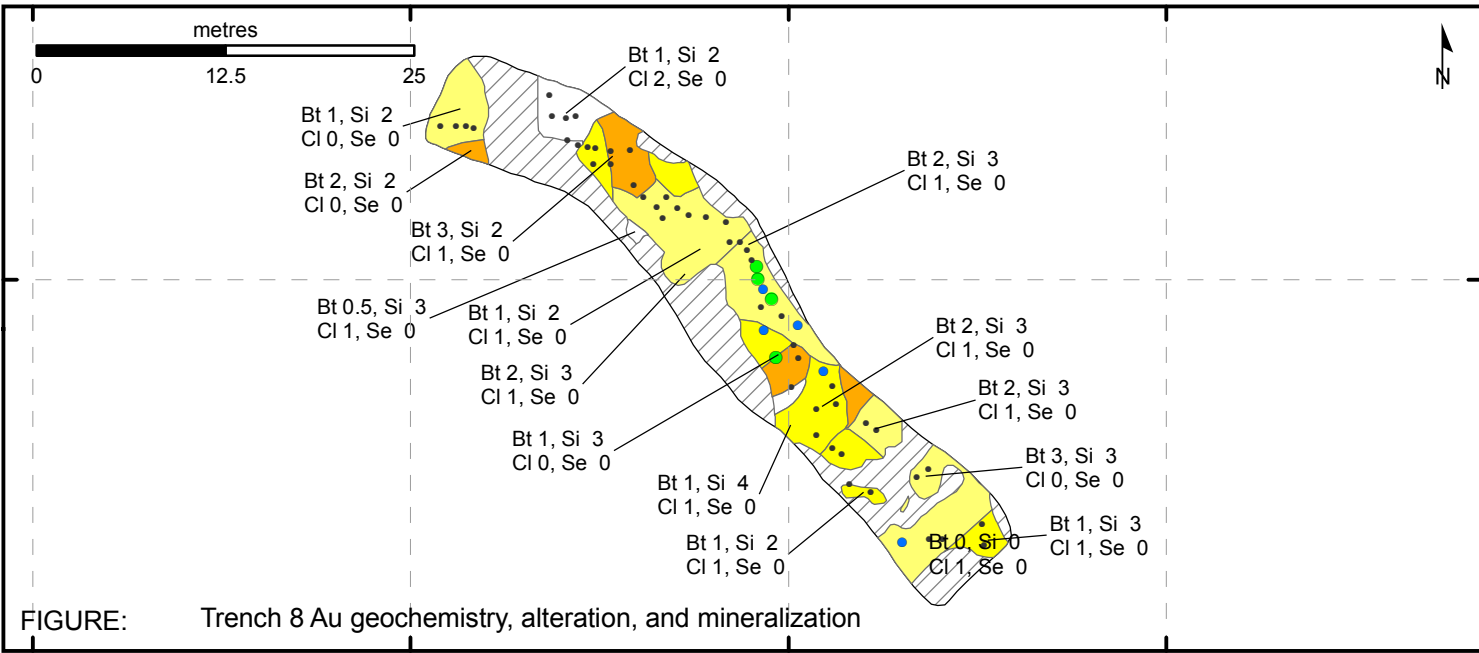 metres
0 12.5 25
N
Bt 1, Si 2
Cl 2, Se 0
Bt 1, Si 2
Cl 0, Se 0
Bt 2, Si 2
Cl 0, Se 0
Bt 2, Si 3
Cl 1, Se 0
Bt 3, Si 2
Cl 1, Se 0
Bt 0.5, Si 3
Cl 1, Se 0
Bt 1, Si 2
Cl 1, Se 0
Bt 2, Si 3
Cl 1, Se 0
Bt 2, Si 3
Cl 1, Se 0
Bt 2, Si 3
Cl 1, Se 0
Bt 1, Si 3
Cl 0, Se 0
Bt 3, Si 3
Cl 0, Se 0
Bt 1, Si 4
Cl 1, Se 0
Bt 1, Si 3
Cl 1, Se 0
Bt 1, Si 2
Cl 1, Se 0
Bt 0, Si 0
Cl 1, Se 0
FIGURE: Trench 8 Au geochemistry, alteration, and mineralization